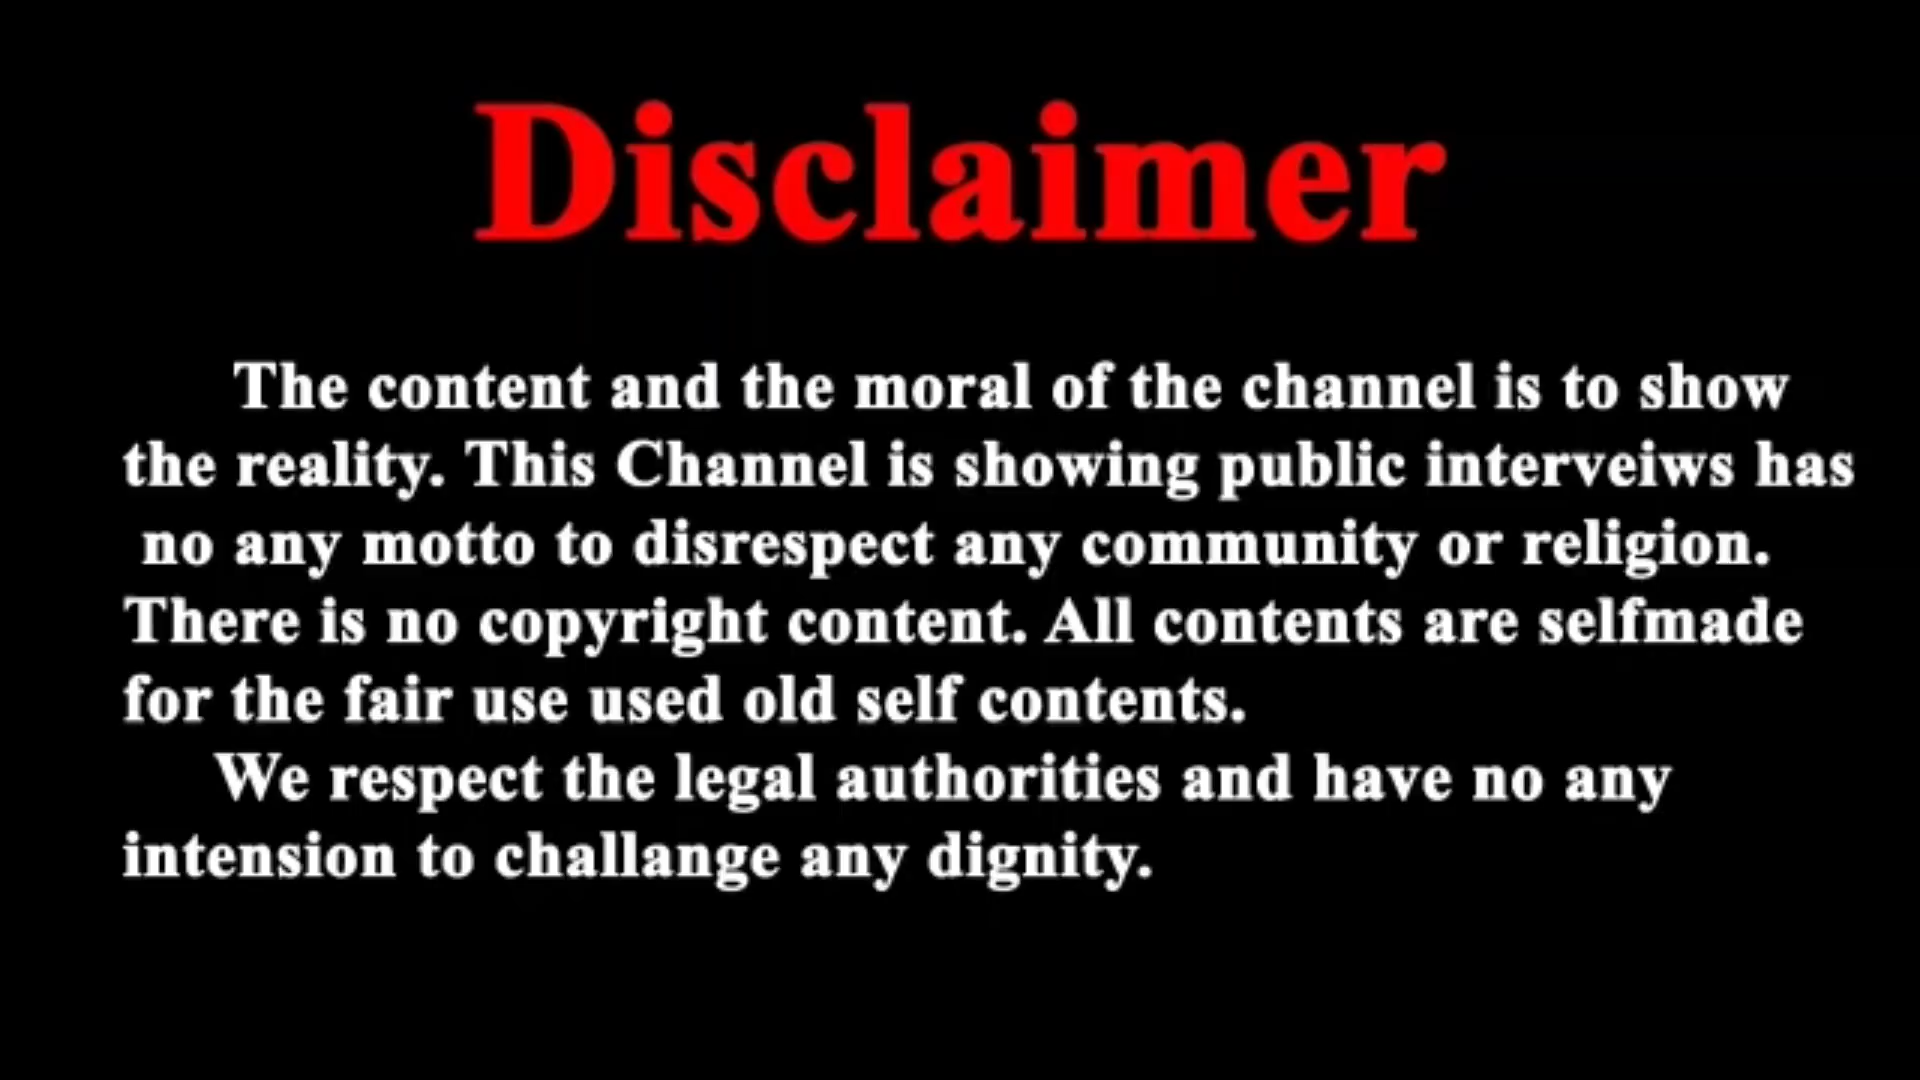 Disclaimer
The content and the moral of the channel is to show
the reality. This Channel is showing public interveiws has
no any motto to disrespect any community or religion.
There is no copyright content. All contents are selfmade
for the fair use used old self contents.
We respect the legal authorities and have no any
intension to challange any dignity.